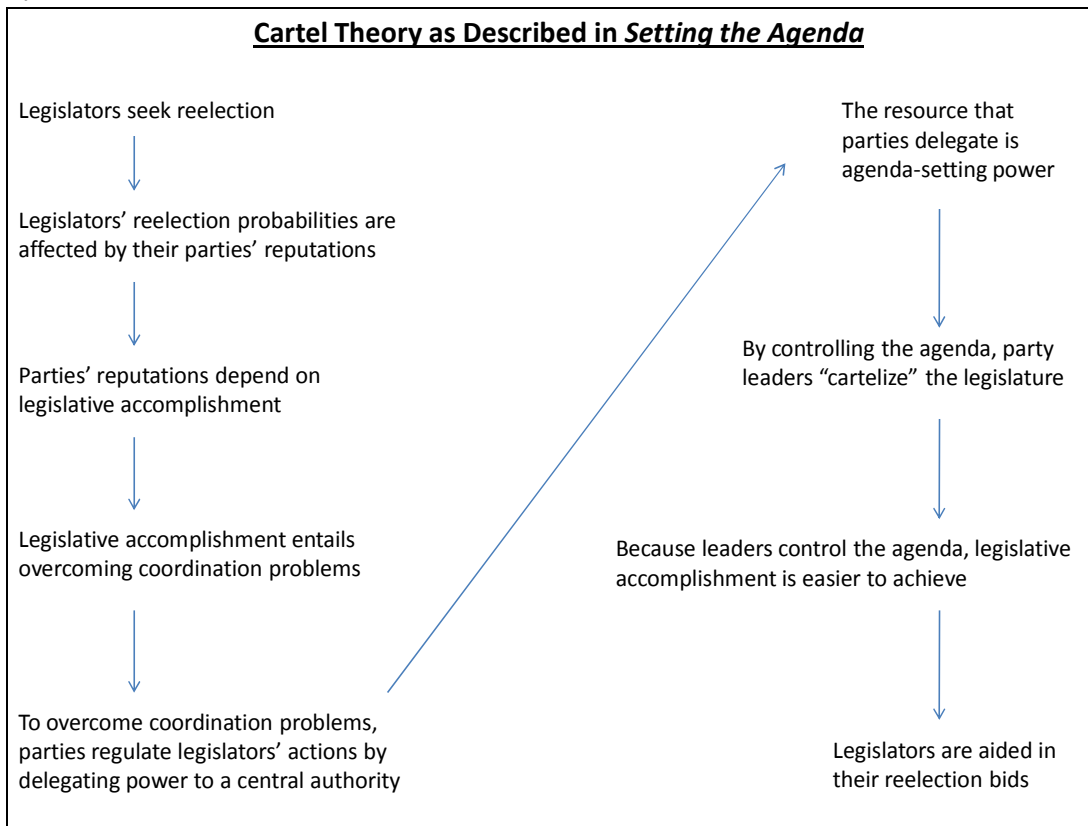 Cartel Theory as Described in Setting the Agenda
Legislators seek reelection
Legislators’ reelection probabilities are
affected by their parties’ reputations
Parties’ reputations depend on
legislative accomplishment
Legislative accomplishment entails
overcoming coordination problems
To overcome coordination problems,
parties regulate legislators’ actions by
delegating power to a central authority
The resource that
parties delegate is
agenda-setting power
By controlling the agenda, party
leaders “cartelize” the legislature
Because leaders control the agenda, legislative
accomplishment is easier to achieve
Legislators are aided in
their reelection bids